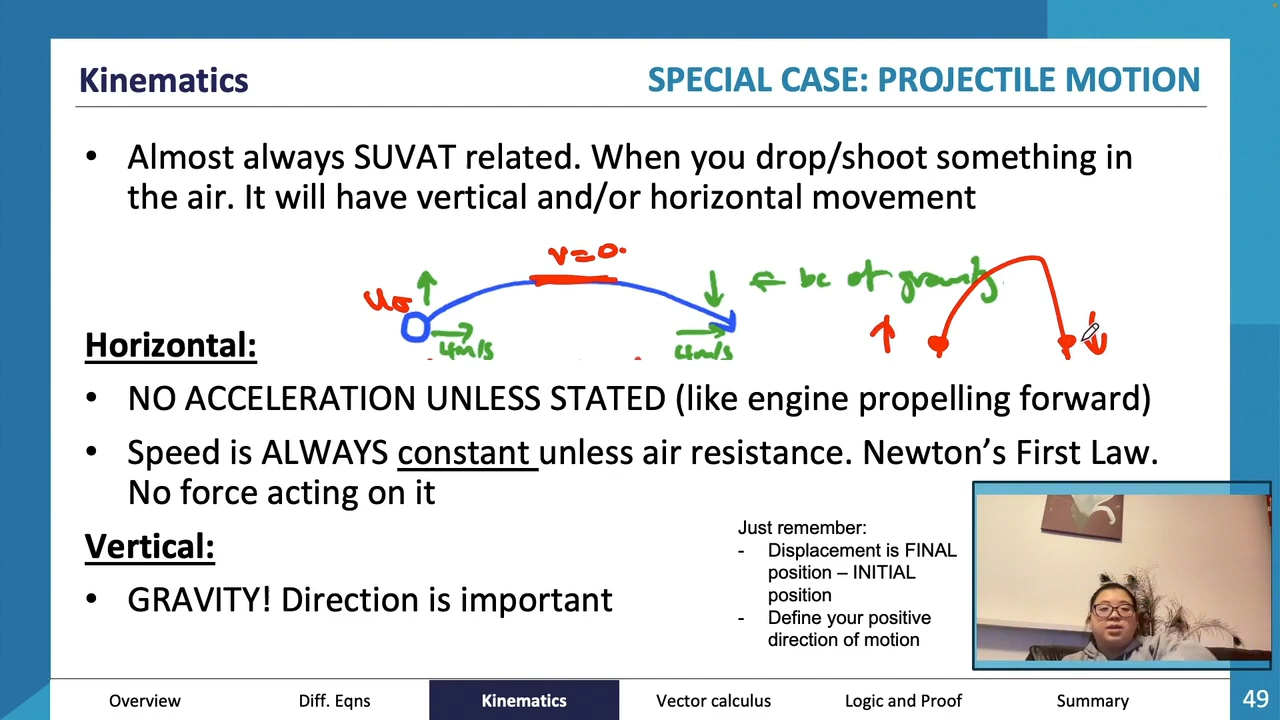 Kinematics
SPECIAL CASE: PROJECTILE MOTION
• Almost always SUVAT related. When you drop/shoot something in
the air. It will have vertical and/or horizontal movement
v=0.
← bc of gravity
4m/s
4m/s
Horizontal:
• NO ACCELERATION UNLESS STATED (like engine propelling forward)
• Speed is ALWAYS constant unless air resistance. Newton's First Law.
No force acting on it
Vertical:
• GRAVITY! Direction is important
Just remember:
- Displacement is FINAL
position – INITIAL
position
- Define your positive
direction of motion
Overview
Diff. Eqns
Kinematics
Vector calculus
Logic and Proof
Summary
49